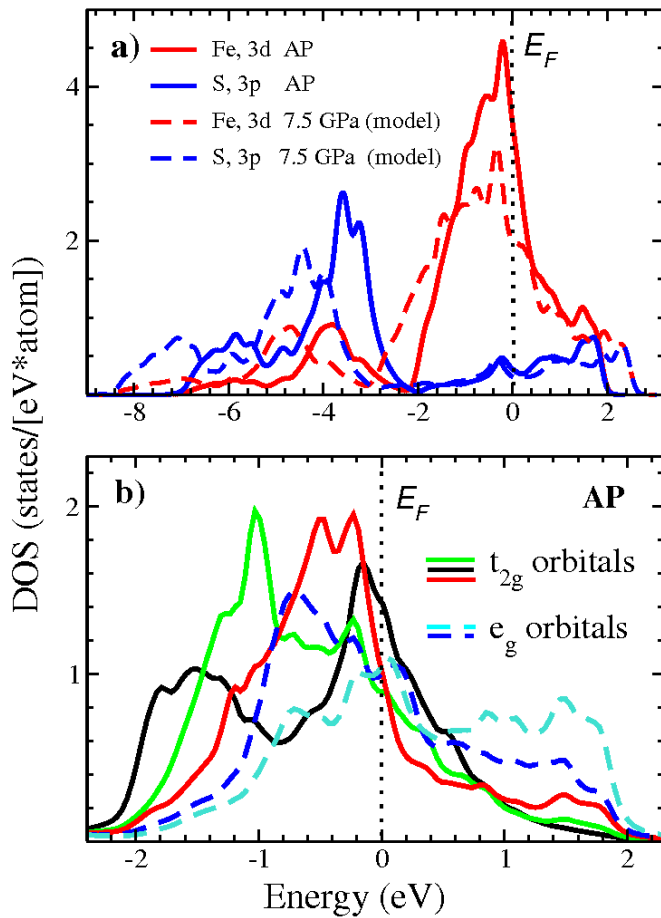 a)
Fe, 3d AP
S, 3p AP
Fe, 3d 7.5 GPa (model)
S, 3p 7.5 GPa (model)
E_F
4
2
-8 -6 -4 -2 0 2
DOS (states/[eV*atom])
b)
E_F
AP
t_2g orbitals
e_g orbitals
2
1
0
-2 -1 0 1 2
Energy (eV)